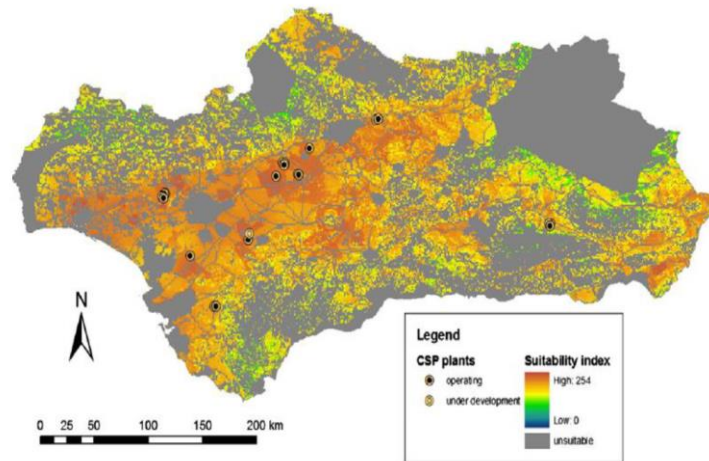 N
0 25 50 100 150 200 km
Legend
CSP plants
operating
under development
Suitability index
High: 254
Low: 0
unsuitable